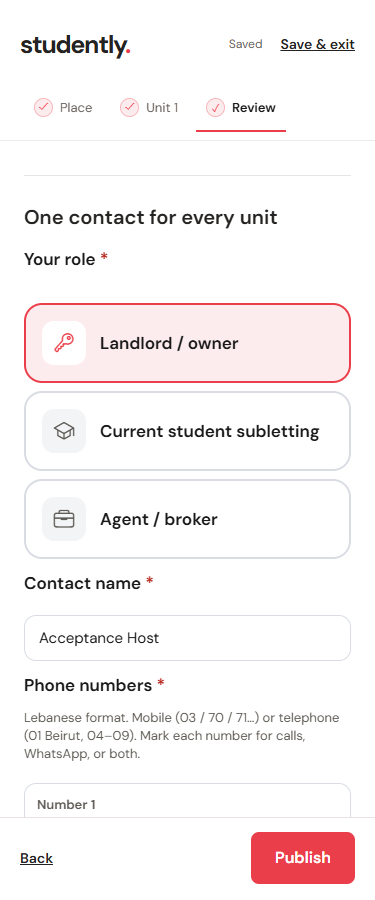 studently.
Saved
Save & exit
Place
Unit 1
Review
One contact for every unit
Your role *
Landlord / owner
Current student subletting
Agent / broker
Contact name *
Acceptance Host
Phone numbers *
Lebanese format. Mobile (03 / 70 / 71…) or telephone
(01 Beirut, 04–09). Mark each number for calls,
WhatsApp, or both.
Number 1
Back
Publish